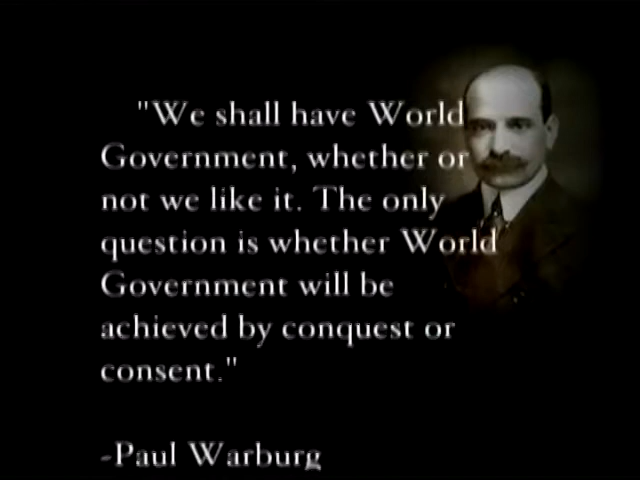 "We shall have World
Government, whether or
not we like it. The only
question is whether World
Government will be
achieved by conquest or
consent."
-Paul Warburg